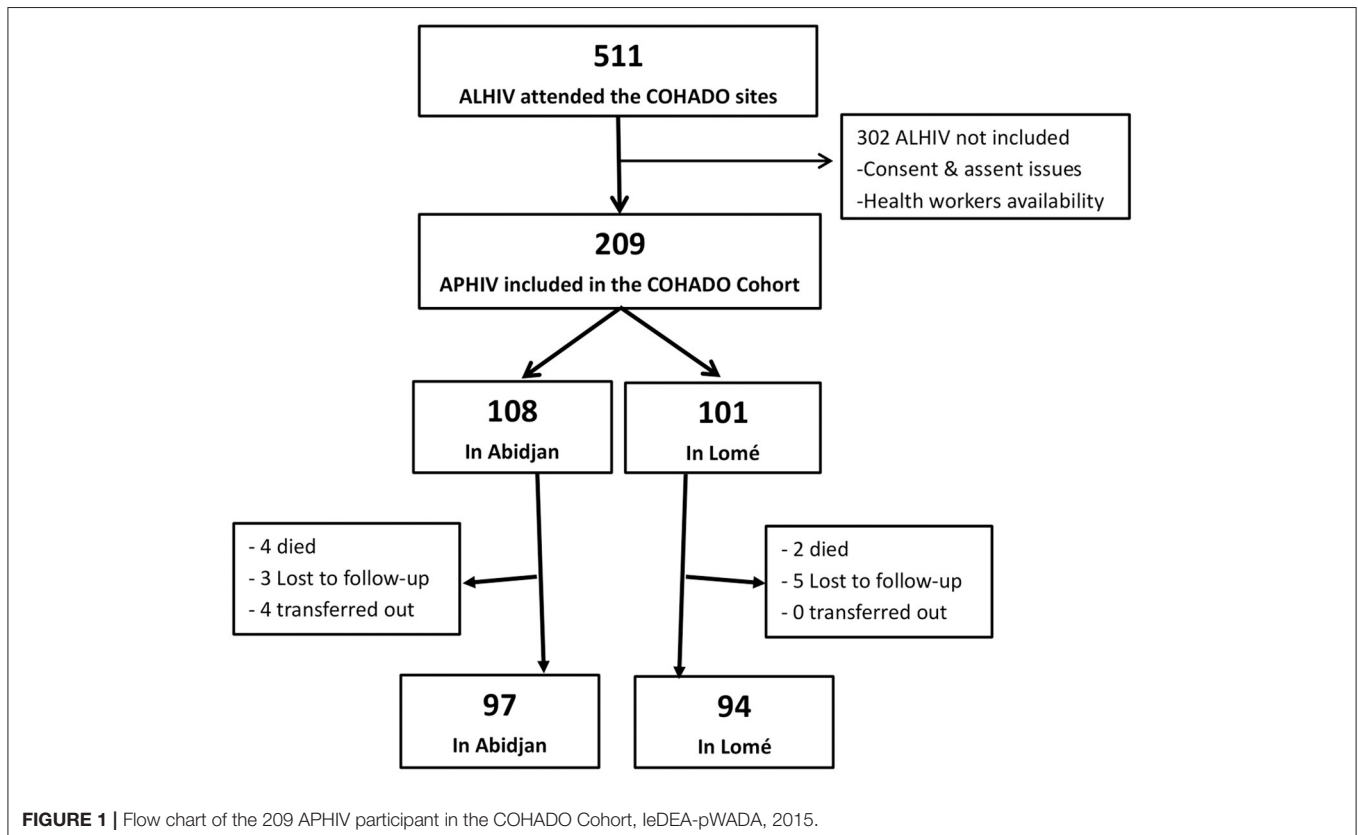 511
ALHIV attended the COHADO sites
302 ALHIV not included
-Consent & assent issues
-Health workers availability
209
APHIV included in the COHADO Cohort
108
In Abidjan
101
In Lomé
- 4 died
- 3 Lost to follow-up
- 4 transferred out
- 2 died
- 5 Lost to follow-up
- 0 transferred out
97
In Abidjan
94
In Lomé
FIGURE 1 | Flow chart of the 209 APHIV participant in the COHADO Cohort, IeDEA-pWADA, 2015.